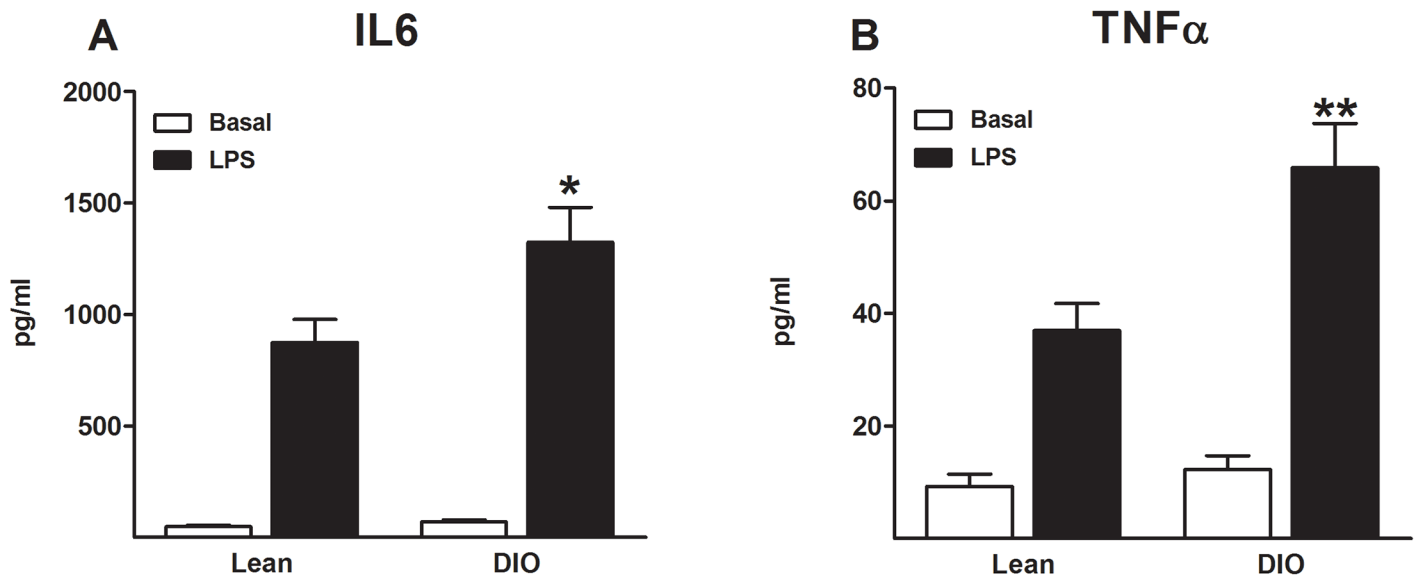 A
IL6
2000
1500
1000
500
pg/ml
Basal
LPS
*
Lean
DIO
B
TNFα
80
60
40
20
pg/ml
Basal
LPS
**
Lean
DIO